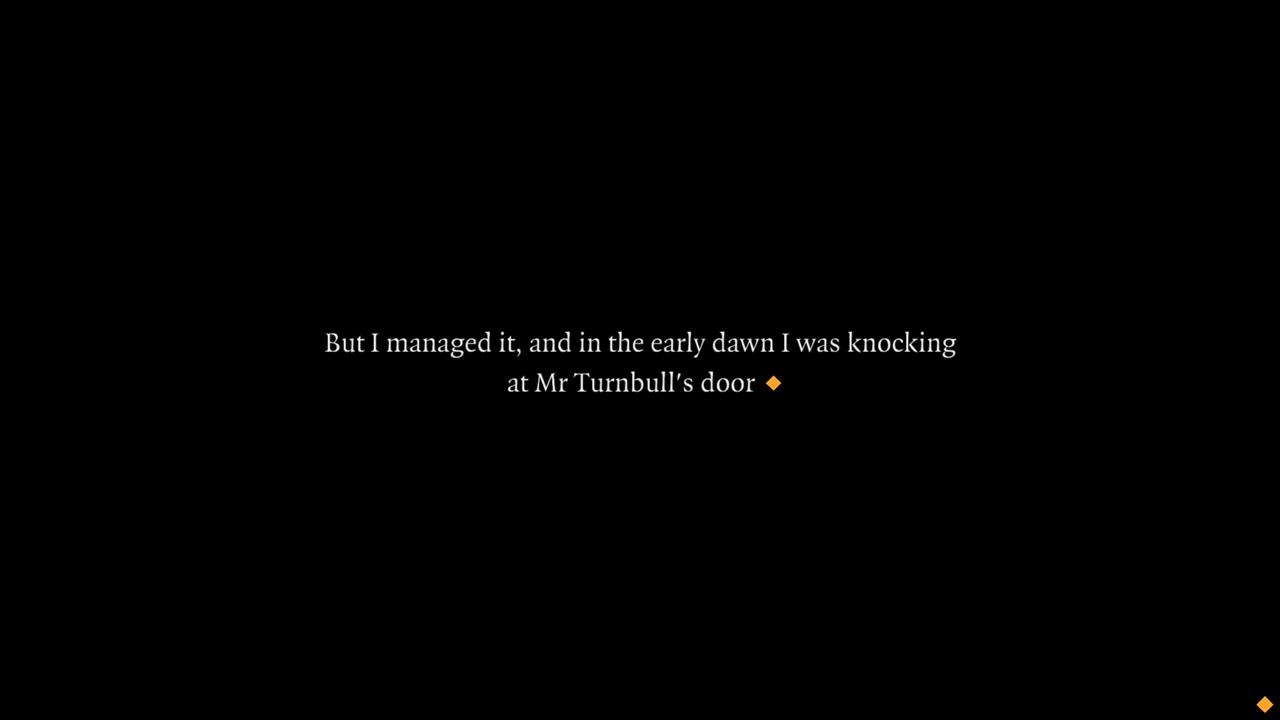 But I managed it, and in the early dawn I was knocking
at Mr Turnbull's door